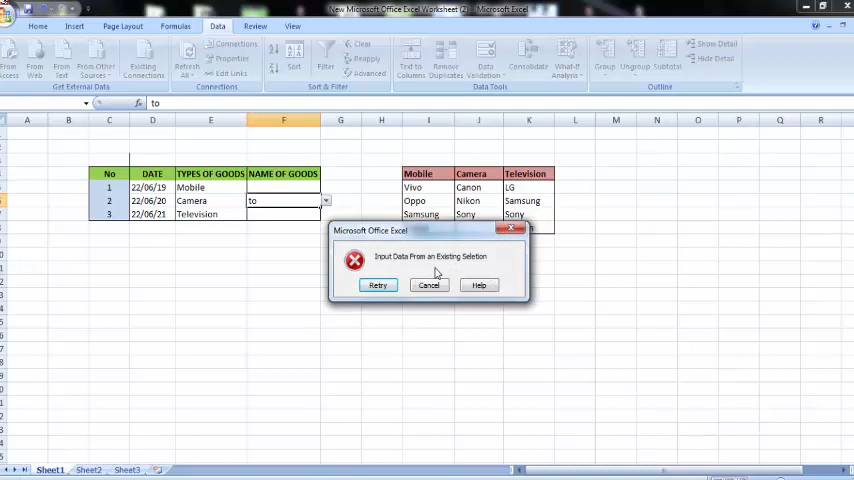 New Microsoft Office Excel Worksheet (2) - Microsoft Excel
Home Insert Page Layout Formulas Data Review View
From Access From Web From Text From Other Sources Existing Connections
Get External Data
Refresh All Connections Properties Edit Links
Connections
Sort Filter Clear Reapply Advanced
Sort & Filter
Text to Columns Remove Duplicates Data Validation Consolidate What-If Analysis
Data Tools
Group Ungroup Subtotal Show Detail Hide Detail
Outline
fx to
A B C D E F G H I J K L M N O P Q R
No DATE TYPES OF GOODS NAME OF GOODS Mobile Camera Television
1 22/06/19 Mobile Vivo Canon LG
2 22/06/20 Camera to Oppo Nikon Samsung
3 22/06/21 Television Samsung Sony Sony
Microsoft Office Excel
Input Data From an Existing Seletion
Retry Cancel Help
Sheet1 Sheet2 Sheet3